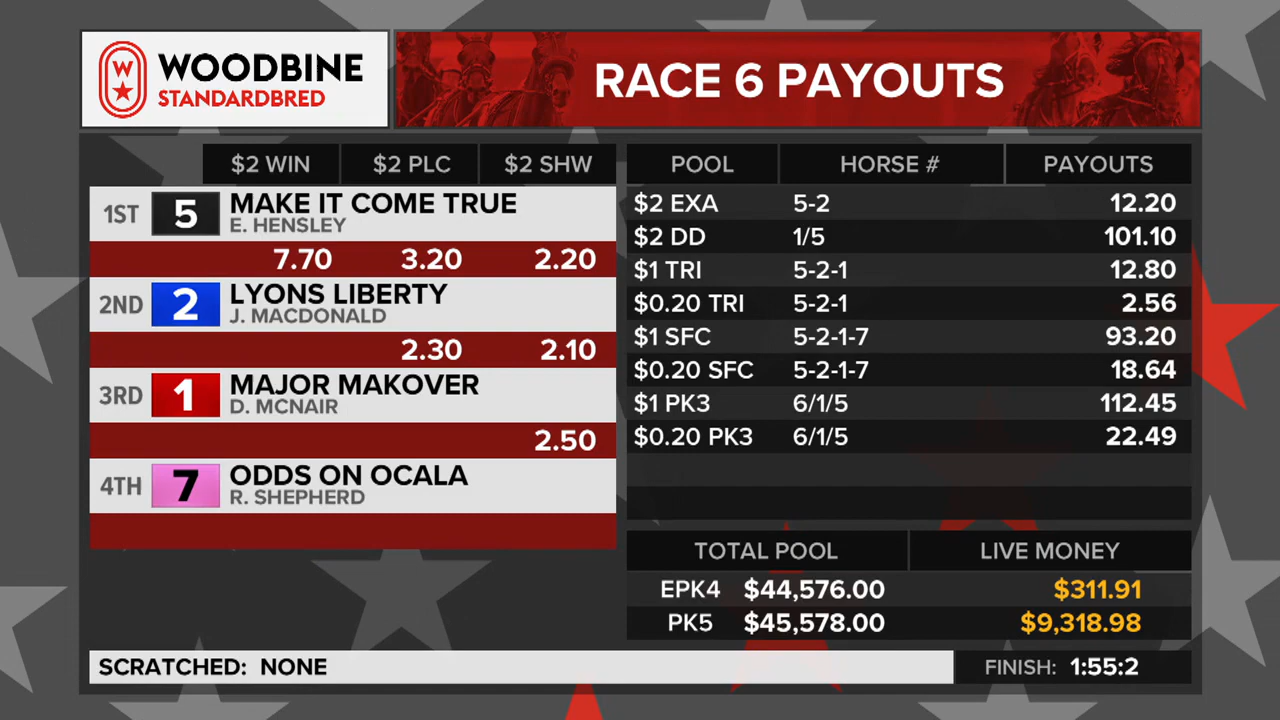 W
WOODBINE
STANDARDBRED
RACE 6 PAYOUTS
$2 WIN $2 PLC $2 SHW
1ST 5 MAKE IT COME TRUE
E. HENSLEY
7.70 3.20 2.20
2ND 2 LYONS LIBERTY
J. MACDONALD
2.30 2.10
3RD 1 MAJOR MAKOVER
D. MCNAIR
2.50
4TH 7 ODDS ON OCALA
R. SHEPHERD
POOL HORSE # PAYOUTS
$2 EXA 5-2 12.20
$2 DD 1/5 101.10
$1 TRI 5-2-1 12.80
$0.20 TRI 5-2-1 2.56
$1 SFC 5-2-1-7 93.20
$0.20 SFC 5-2-1-7 18.64
$1 PK3 6/1/5 112.45
$0.20 PK3 6/1/5 22.49
TOTAL POOL LIVE MONEY
EPK4 $44,576.00 $311.91
PK5 $45,578.00 $9,318.98
SCRATCHED: NONE
FINISH: 1:55:2